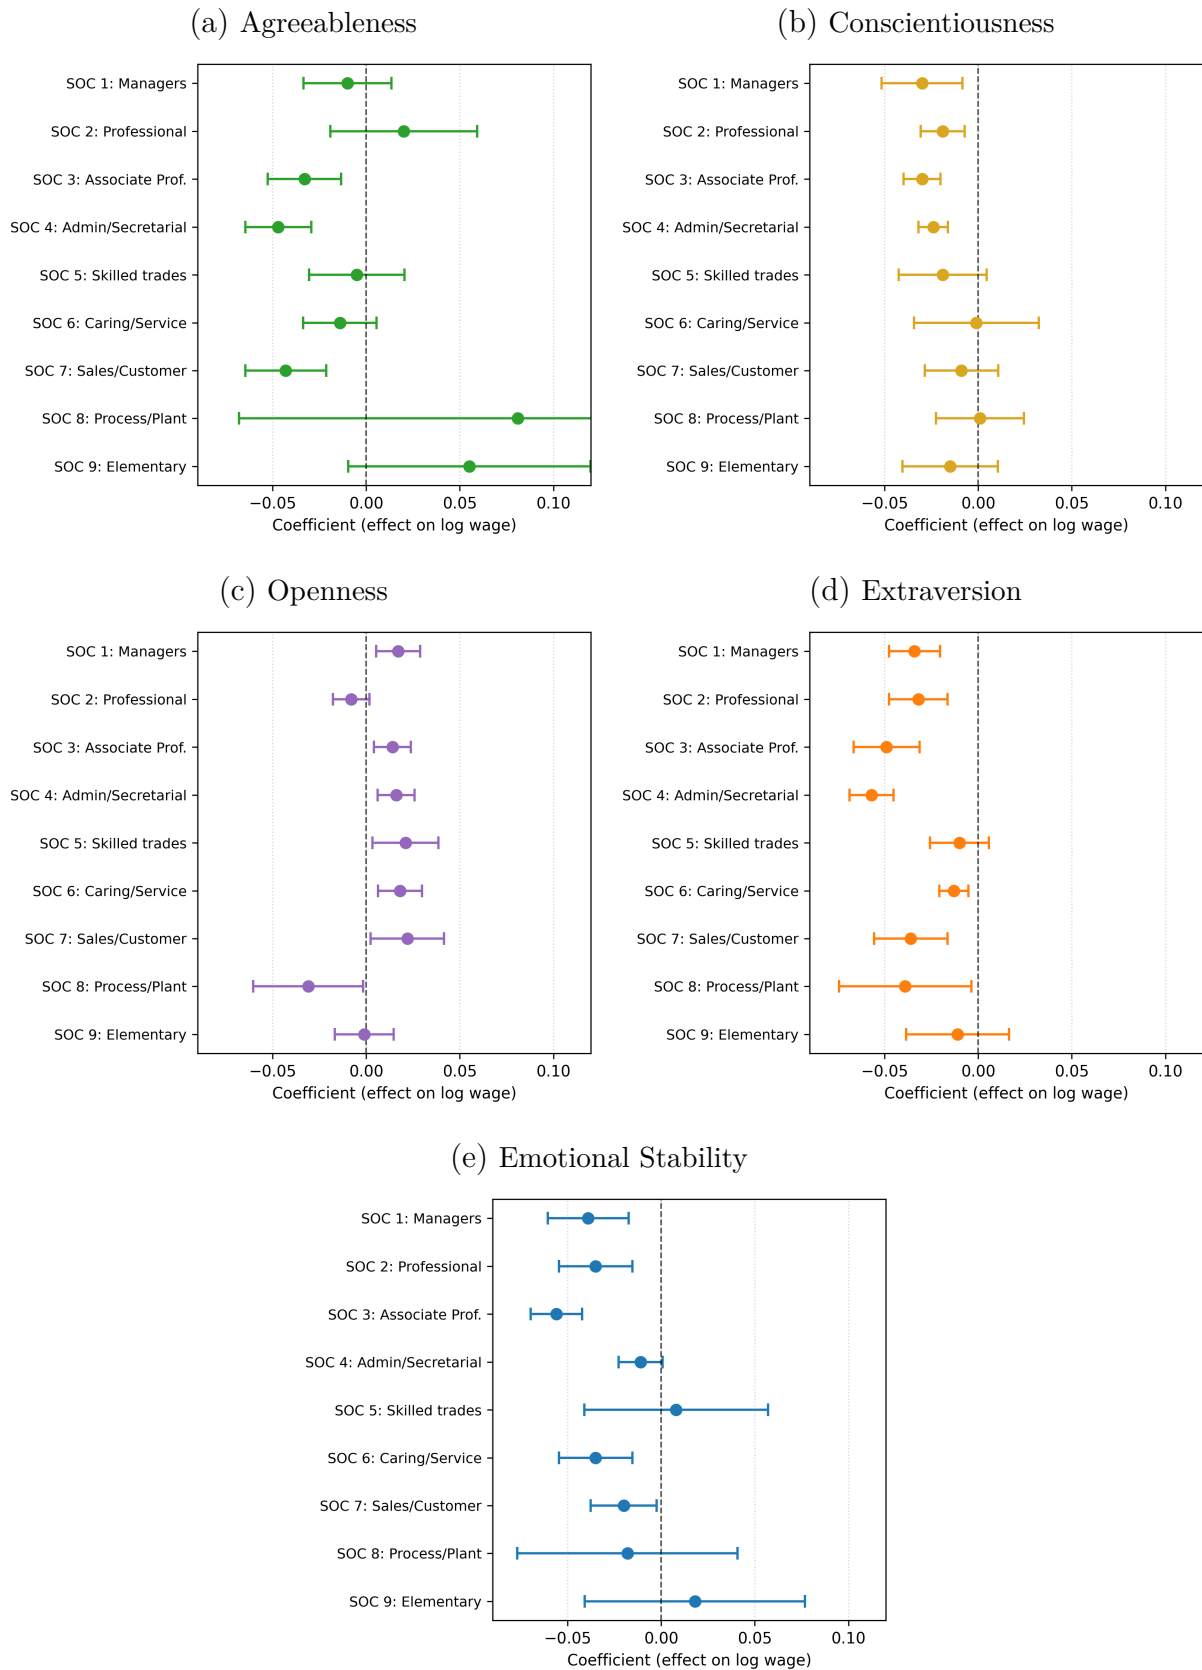 (a) Agreeableness
SOC 1: Managers
SOC 2: Professional
SOC 3: Associate Prof.
SOC 4: Admin/Secretarial
SOC 5: Skilled trades
SOC 6: Caring/Service
SOC 7: Sales/Customer
SOC 8: Process/Plant
SOC 9: Elementary
−0.05 0.00 0.05 0.10
Coefficient (effect on log wage)
(b) Conscientiousness
SOC 1: Managers
SOC 2: Professional
SOC 3: Associate Prof.
SOC 4: Admin/Secretarial
SOC 5: Skilled trades
SOC 6: Caring/Service
SOC 7: Sales/Customer
SOC 8: Process/Plant
SOC 9: Elementary
−0.05 0.00 0.05 0.10
Coefficient (effect on log wage)
(c) Openness
SOC 1: Managers
SOC 2: Professional
SOC 3: Associate Prof.
SOC 4: Admin/Secretarial
SOC 5: Skilled trades
SOC 6: Caring/Service
SOC 7: Sales/Customer
SOC 8: Process/Plant
SOC 9: Elementary
−0.05 0.00 0.05 0.10
Coefficient (effect on log wage)
(d) Extraversion
SOC 1: Managers
SOC 2: Professional
SOC 3: Associate Prof.
SOC 4: Admin/Secretarial
SOC 5: Skilled trades
SOC 6: Caring/Service
SOC 7: Sales/Customer
SOC 8: Process/Plant
SOC 9: Elementary
−0.05 0.00 0.05 0.10
Coefficient (effect on log wage)
(e) Emotional Stability
SOC 1: Managers
SOC 2: Professional
SOC 3: Associate Prof.
SOC 4: Admin/Secretarial
SOC 5: Skilled trades
SOC 6: Caring/Service
SOC 7: Sales/Customer
SOC 8: Process/Plant
SOC 9: Elementary
−0.05 0.00 0.05 0.10
Coefficient (effect on log wage)